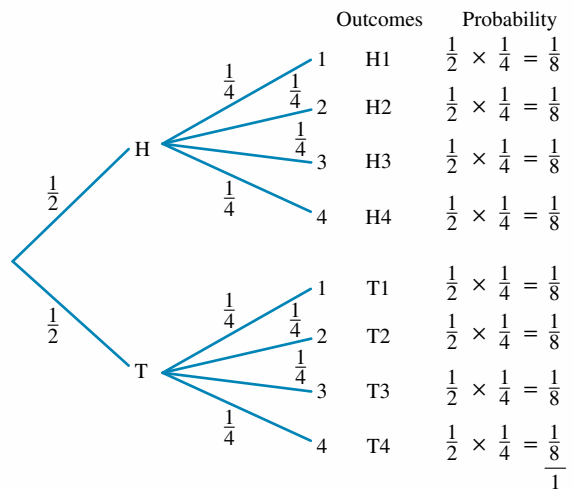 Outcomes Probability
1/4 1 H1 1/2 × 1/4 = 1/8
1/4 2 H2 1/2 × 1/4 = 1/8
H
1/4 3 H3 1/2 × 1/4 = 1/8
1/2
1/4 4 H4 1/2 × 1/4 = 1/8
1/4 1 T1 1/2 × 1/4 = 1/8
1/2
1/4 2 T2 1/2 × 1/4 = 1/8
T
1/4 3 T3 1/2 × 1/4 = 1/8
1/4 4 T4 1/2 × 1/4 = 1/8
1